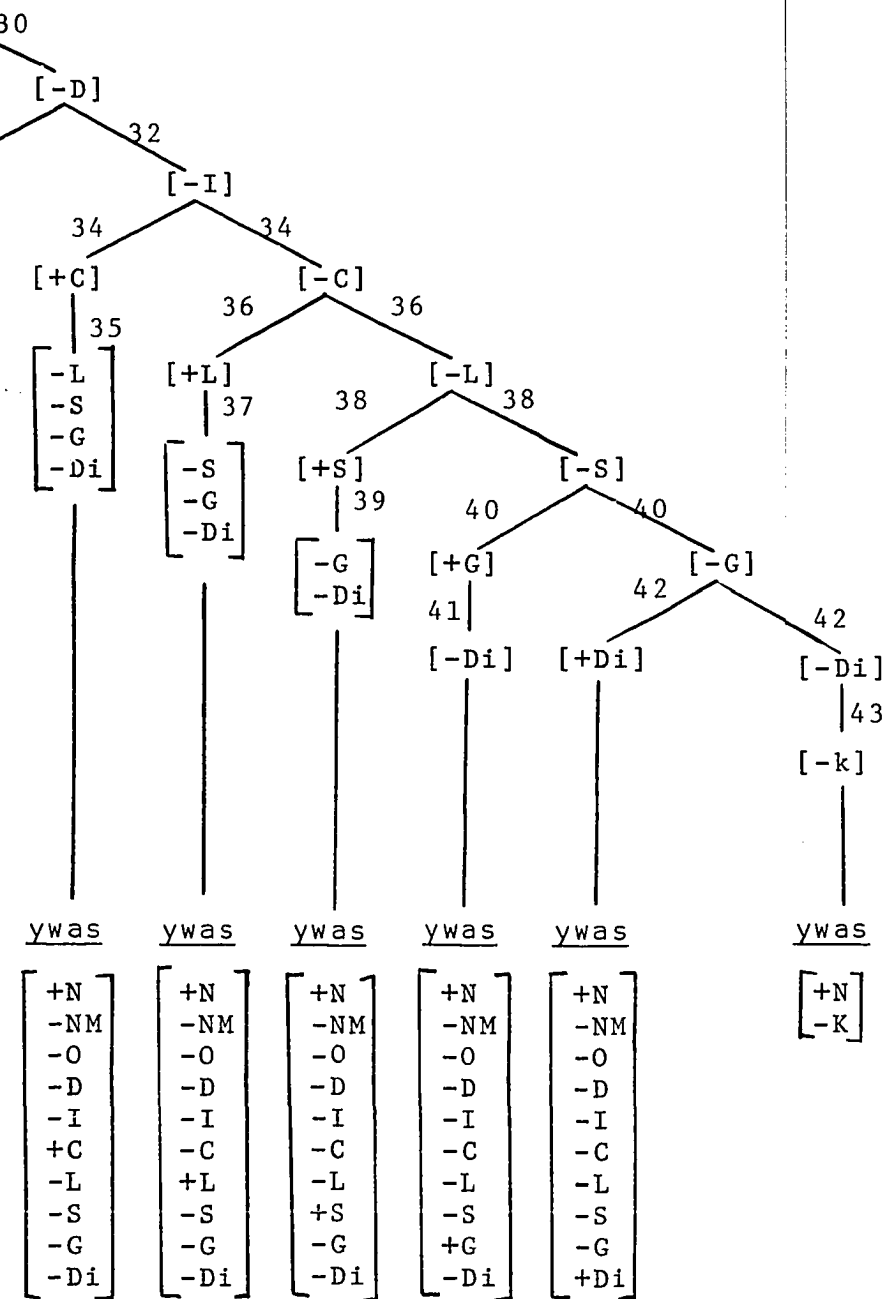 30
[-D]
32
[-I]
34 34
[+C] [-C]
35 36 36
-L [+L] [-L]
-S 37 38 38
-G
-Di -S [+S] [-S]
-G 39 40 40
-Di
-G [+G] [-G]
-Di 41 42 42
[-Di] [+Di] [-Di]
43
[-k]
ywas ywas ywas ywas ywas ywas
+N +N +N +N +N +N
-NM -NM -NM -NM -NM -K
-O -O -O -O -O
-D -D -D -D -D
-I -I -I -I -I
+C -C -C -C -C
-L +L -L -L -L
-S -S +S -S -S
-G -G -G +G -G
-Di -Di -Di -Di +Di